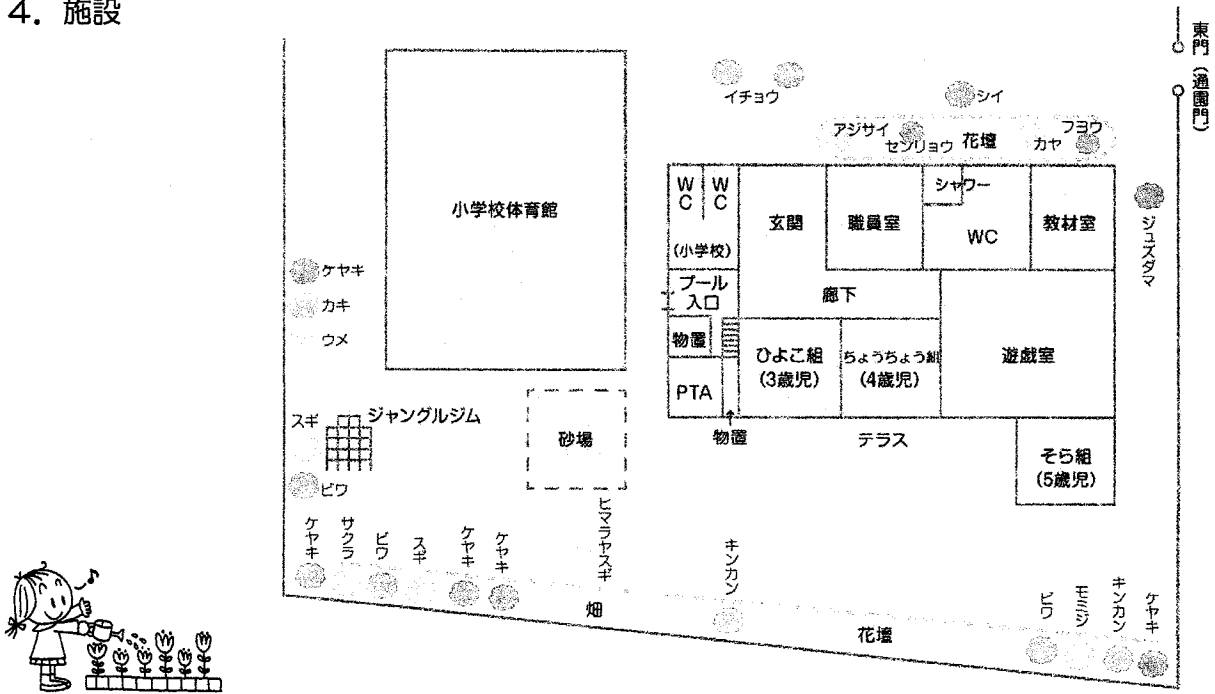 4．施設
東門（通園門）
イチョウ
シイ
アジサイ
センリョウ
花壇
カヤ
フヨウ
ジュズダマ
小学校体育館
WC
WC
(小学校)
玄関
職員室
シャワー
WC
教材室
プール
入口
廊下
物置
ひよこ組
(3歳児)
ちょうちょう組
(4歳児)
遊戯室
PTA
物置
テラス
そら組
(5歳児)
ケヤキ
カキ
ウメ
スギ
ジャングルジム
砂場
ビワ
ケヤキ
サクラ
ビワ
スギ
ケヤキ
ケヤキ
ヒマラヤスギ
畑
キンカン
花壇
ビワ
モミジ
キンカン
ケヤキ